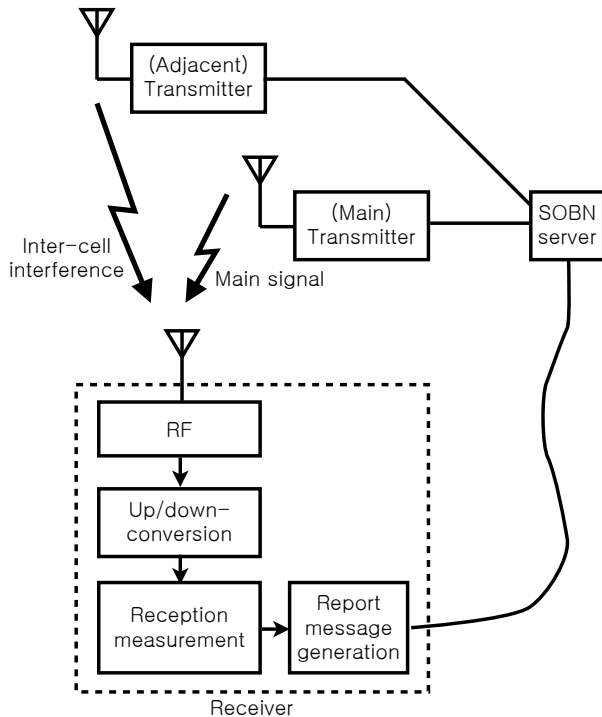 (Adjacent)
Transmitter
(Main)
Transmitter
SOBN
server
Inter-cell
interference
Main signal
RF
Up/down-
conversion
Reception
measurement
Report
message
generation
Receiver